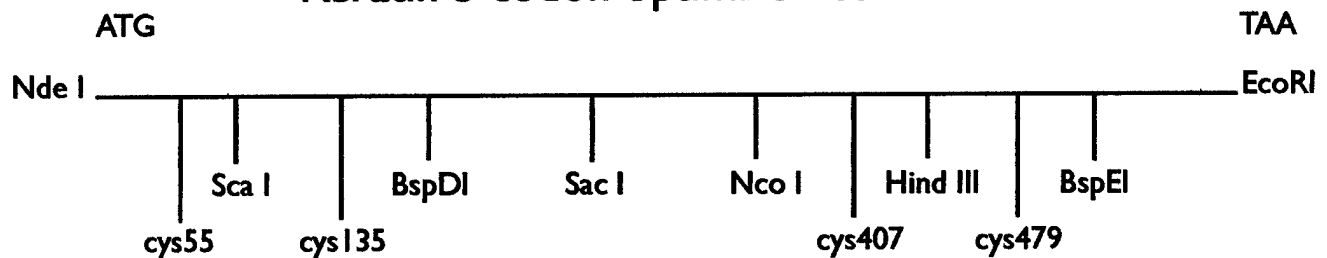 ATG TAA
Nde I EcoRI
Sca I BspDI Sac I Nco I Hind III BspEI
cys55 cys135 cys407 cys479